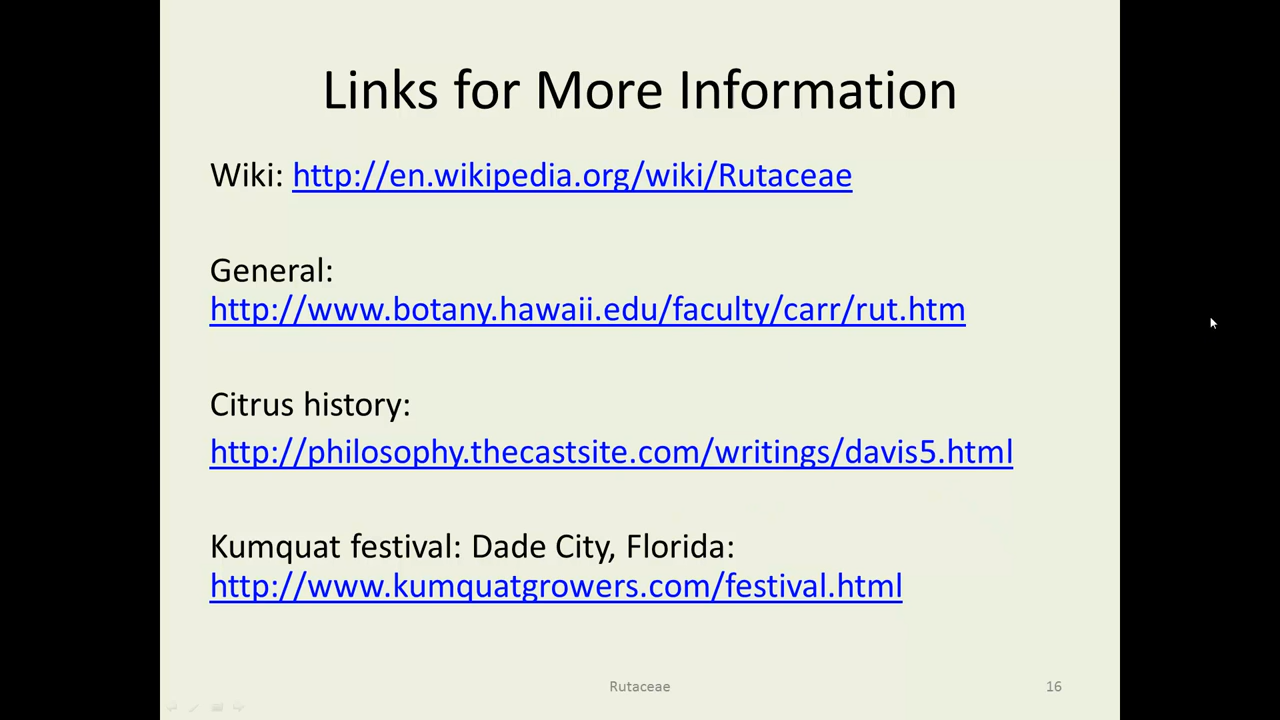 Links for More Information
Wiki: http://en.wikipedia.org/wiki/Rutaceae
General:
http://www.botany.hawaii.edu/faculty/carr/rut.htm
Citrus history:
http://philosophy.thecastsite.com/writings/davis5.html
Kumquat festival: Dade City, Florida:
http://www.kumquatgrowers.com/festival.html
Rutaceae
16